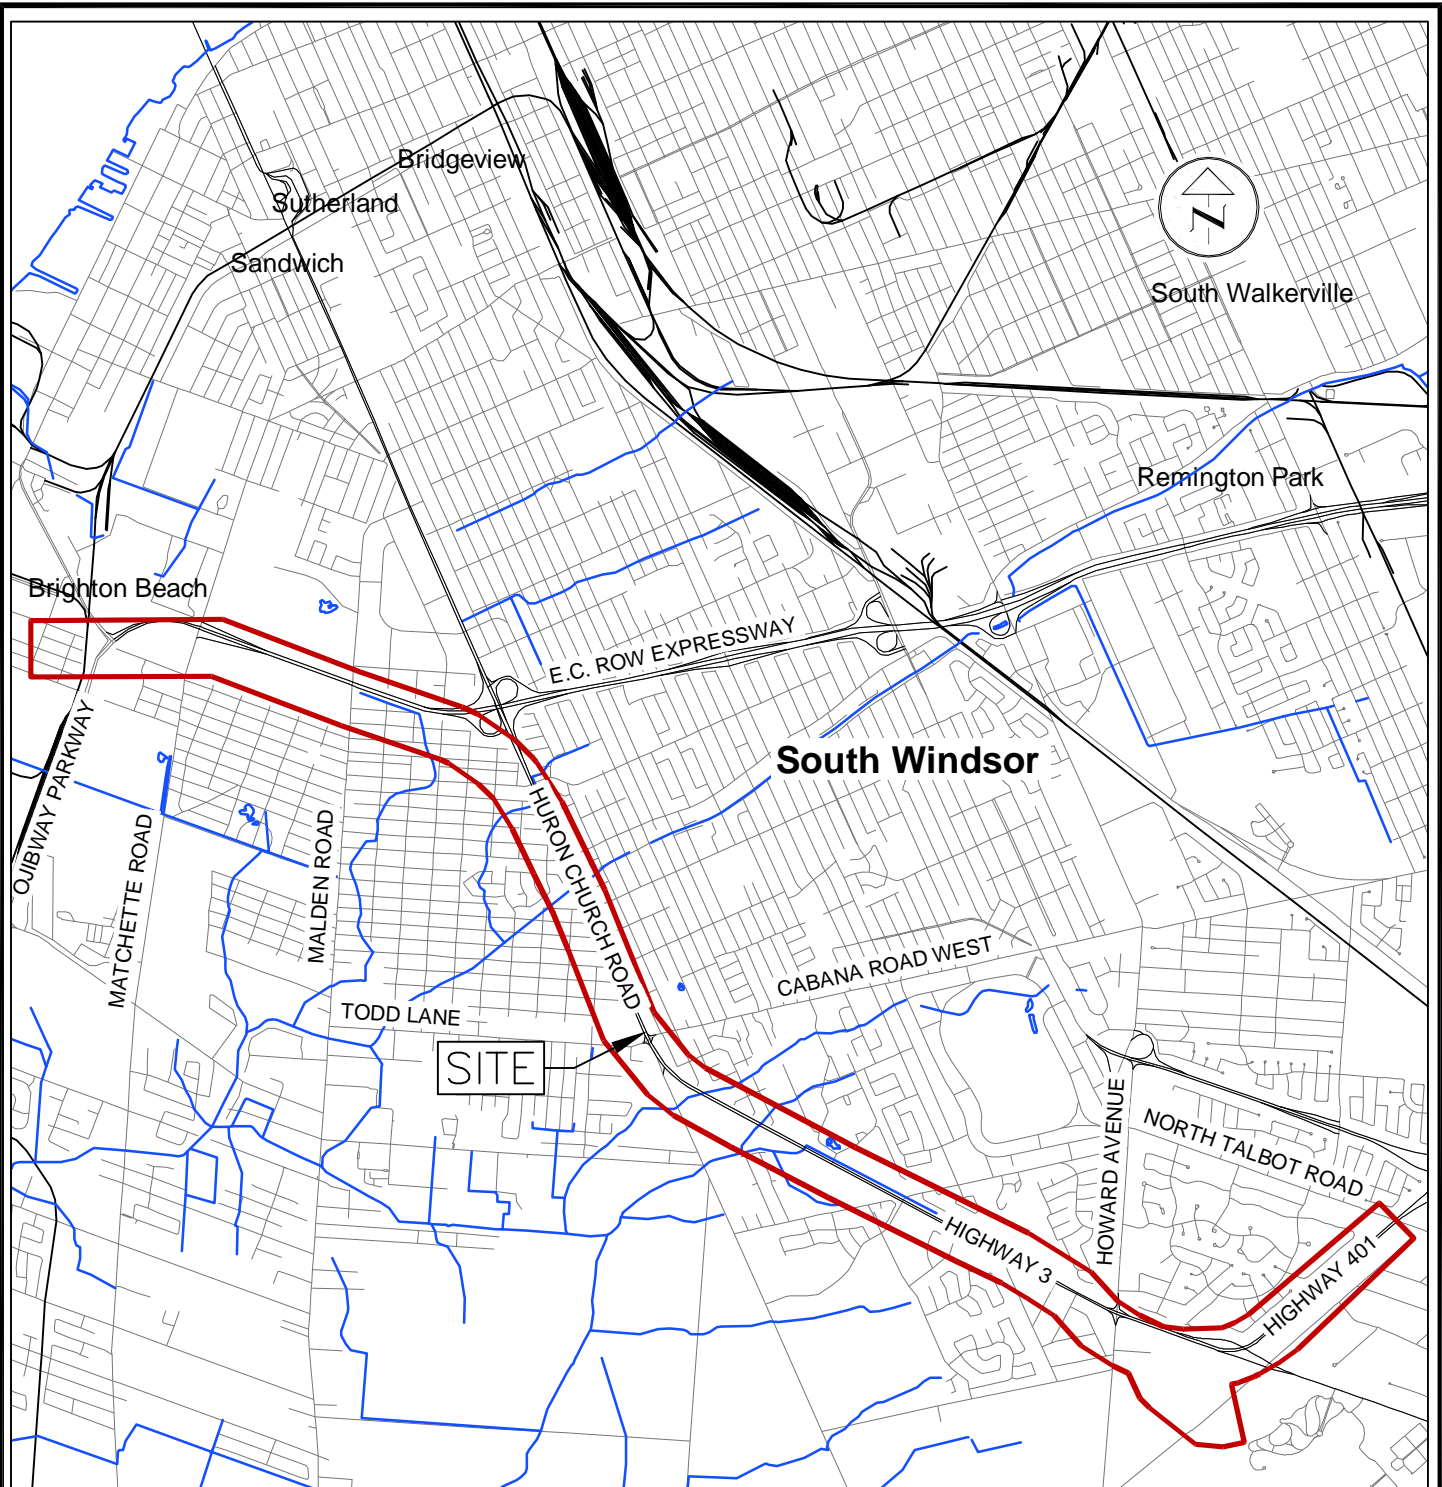 Bridgeview
Sutherland
Sandwich
N
South Walkerville
Remington Park
Brighton Beach
E.C. ROW EXPRESSWAY
South Windsor
OJIBWAY PARKWAY
MATCHETTE ROAD
MALDEN ROAD
HURON CHURCH ROAD
CABANA ROAD WEST
TODD LANE
SITE
HOWARD AVENUE
NORTH TALBOT ROAD
HIGHWAY 3
HIGHWAY 401